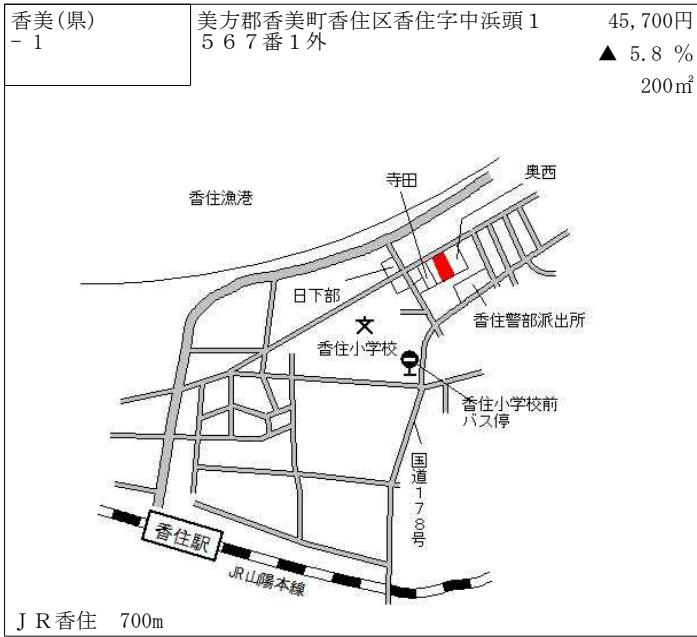 香美(県)
- 1
美方郡香美町香住区香住字中浜頭1
567番1外
45,700円
▲ 5.8 %
200㎡
香住漁港
寺田
奥西
日下部
香住警部派出所
文
香住小学校
香住小学校前
バス停
国道178号
香住駅
JR山陽本線
JR香住 700m